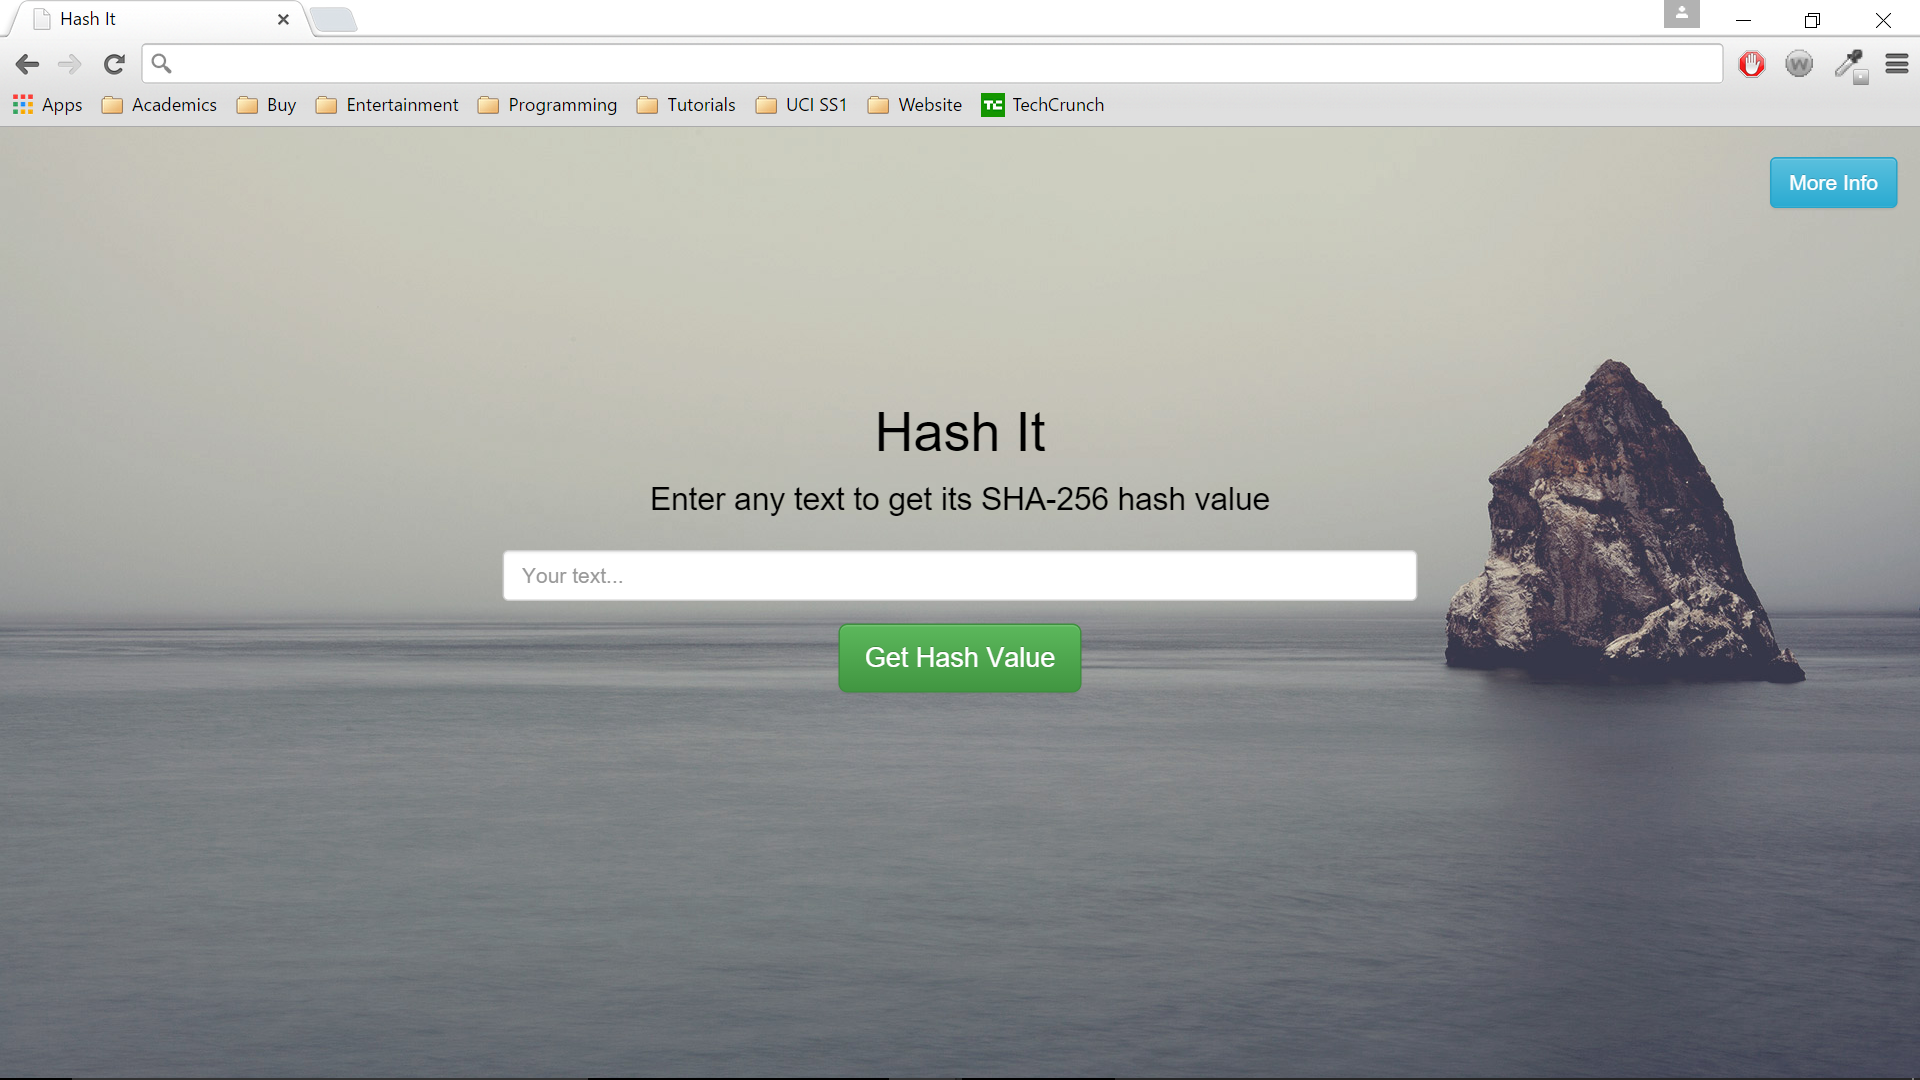 Hash It
Apps Academics Buy Entertainment Programming Tutorials UCI SS1 Website TC TechCrunch
More Info
Hash It
Enter any text to get its SHA-256 hash value
Your text...
Get Hash Value